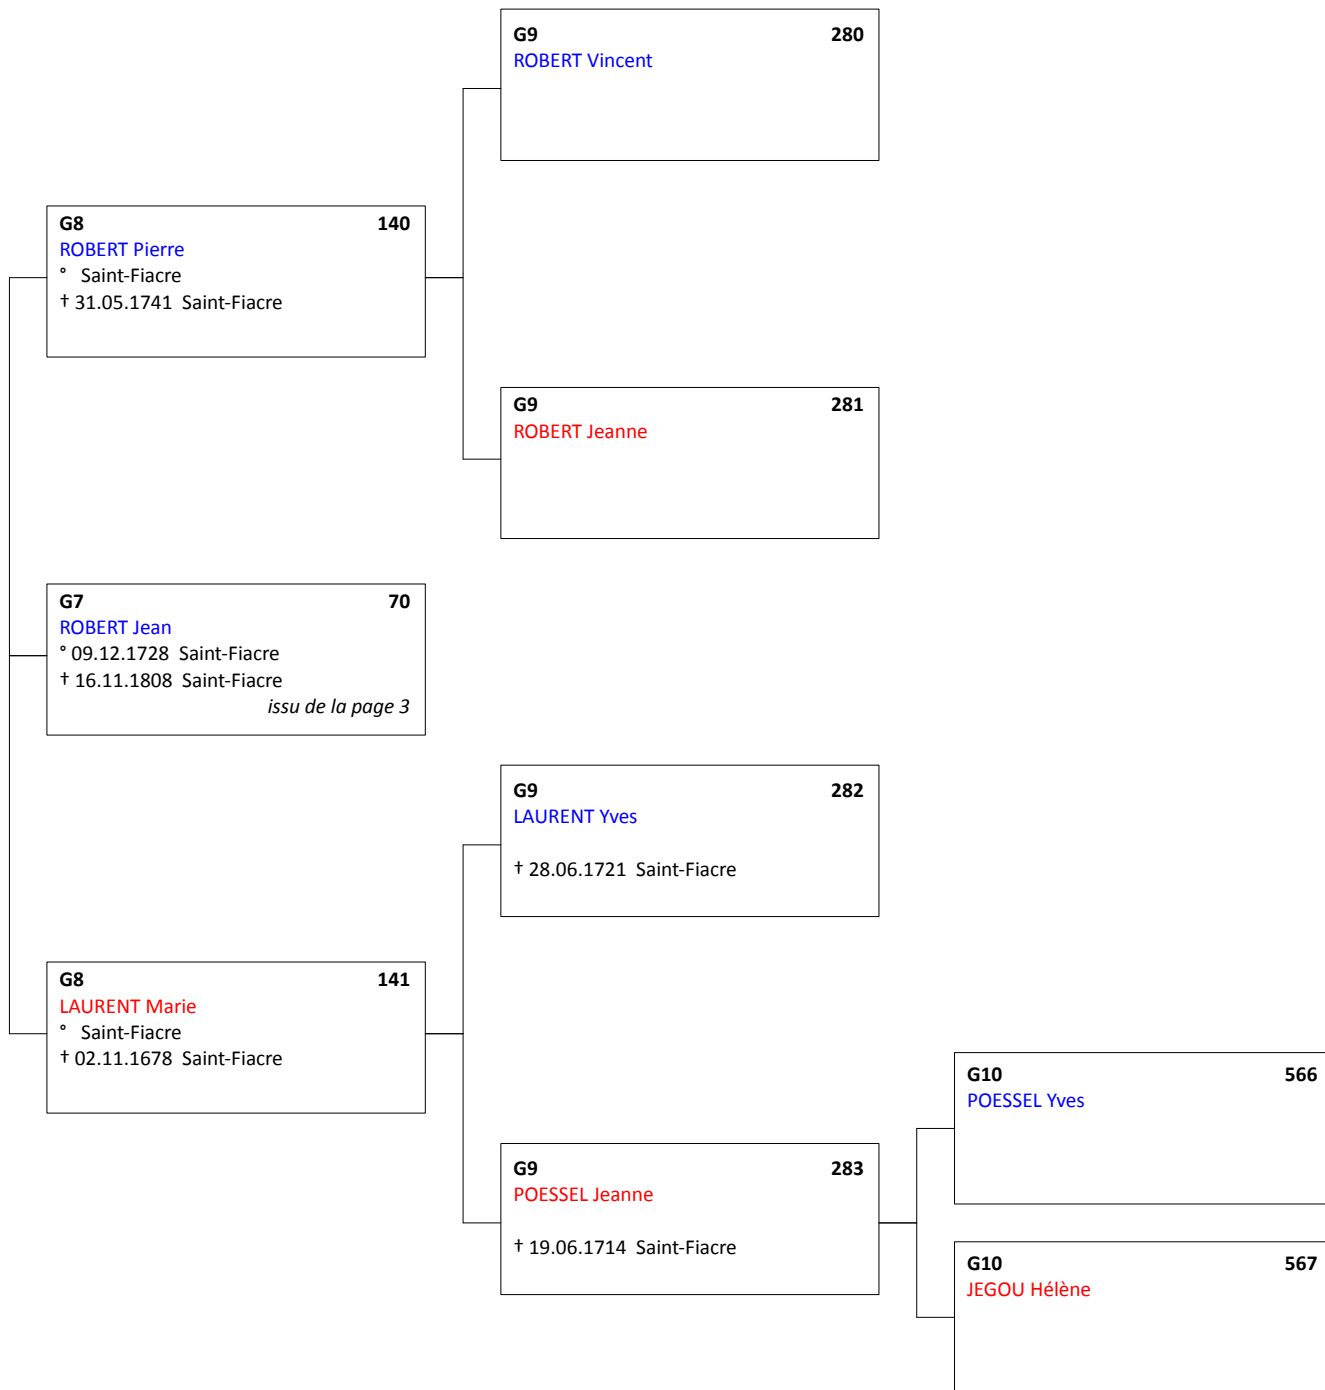 G9 280
ROBERT Vincent
G8 140
ROBERT Pierre
° Saint-Fiacre
† 31.05.1741 Saint-Fiacre
G9 281
ROBERT Jeanne
G7 70
ROBERT Jean
° 09.12.1728 Saint-Fiacre
† 16.11.1808 Saint-Fiacre
issu de la page 3
G9 282
LAURENT Yves
† 28.06.1721 Saint-Fiacre
G8 141
LAURENT Marie
° Saint-Fiacre
† 02.11.1678 Saint-Fiacre
G10 566
POESSEL Yves
G9 283
POESSEL Jeanne
† 19.06.1714 Saint-Fiacre
G10 567
JEGOU Hélène